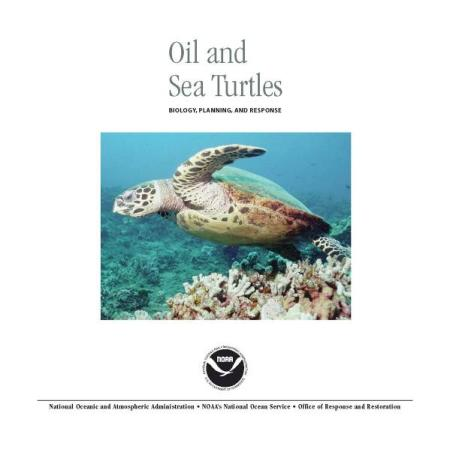 Oil and
Sea Turtles
BIOLOGY, PLANNING, AND RESPONSE
NOAA
National Oceanic and Atmospheric Administration • NOAA's National Ocean Service • Office of Response and Restoration